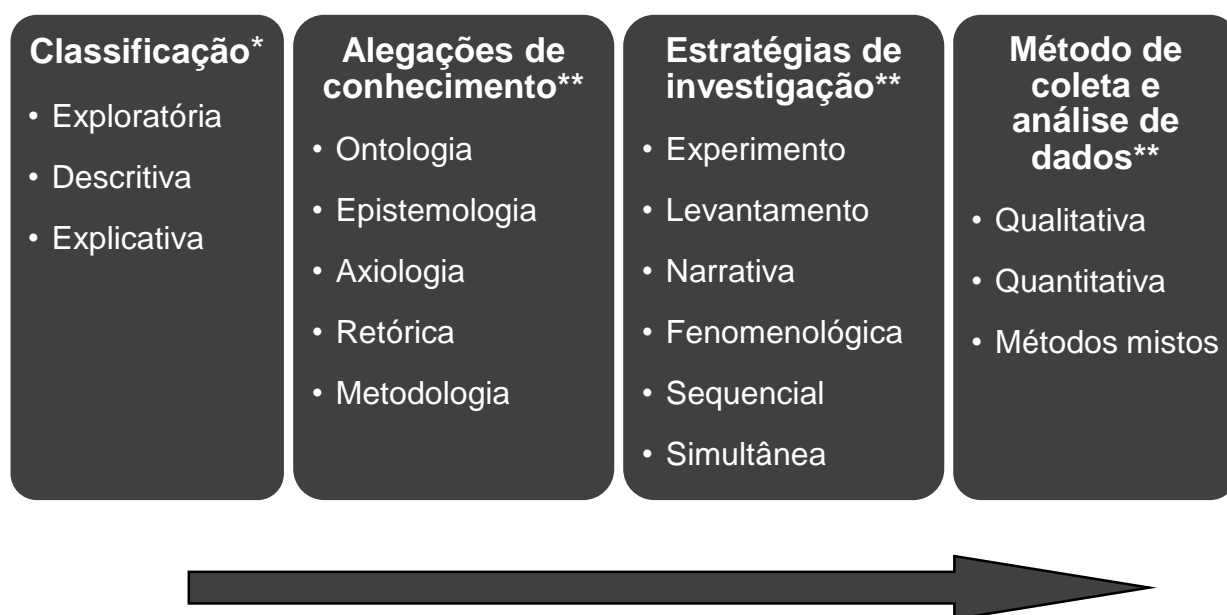 Classificação*
• Exploratória
• Descritiva
• Explicativa
Alegações de
conhecimento**
• Ontologia
• Epistemologia
• Axiologia
• Retórica
• Metodologia
Estratégias de
investigação**
• Experimento
• Levantamento
• Narrativa
• Fenomenológica
• Sequencial
• Simultânea
Método de
coleta e
análise de
dados**
• Qualitativa
• Quantitativa
• Métodos mistos